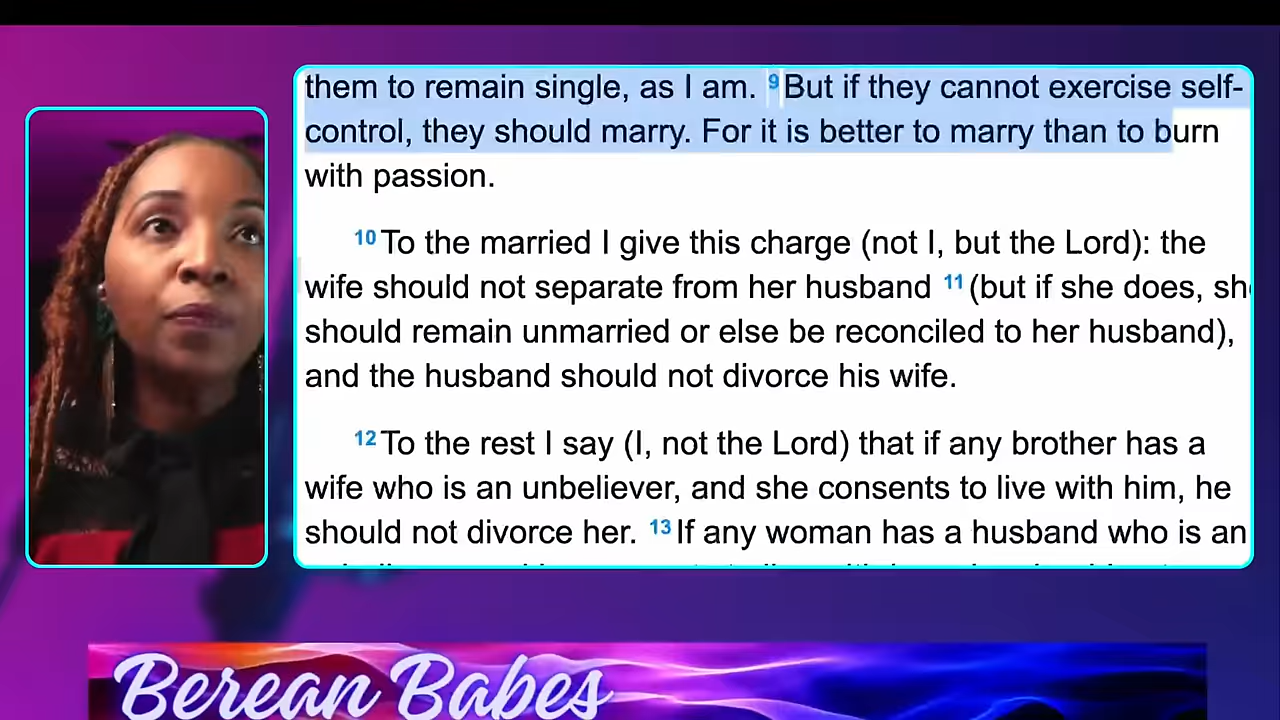 them to remain single, as I am. 9 But if they cannot exercise self-
control, they should marry. For it is better to marry than to burn
with passion.
10 To the married I give this charge (not I, but the Lord): the
wife should not separate from her husband 11 (but if she does, she
should remain unmarried or else be reconciled to her husband),
and the husband should not divorce his wife.
12 To the rest I say (I, not the Lord) that if any brother has a
wife who is an unbeliever, and she consents to live with him, he
should not divorce her. 13 If any woman has a husband who is an
Berean Babes